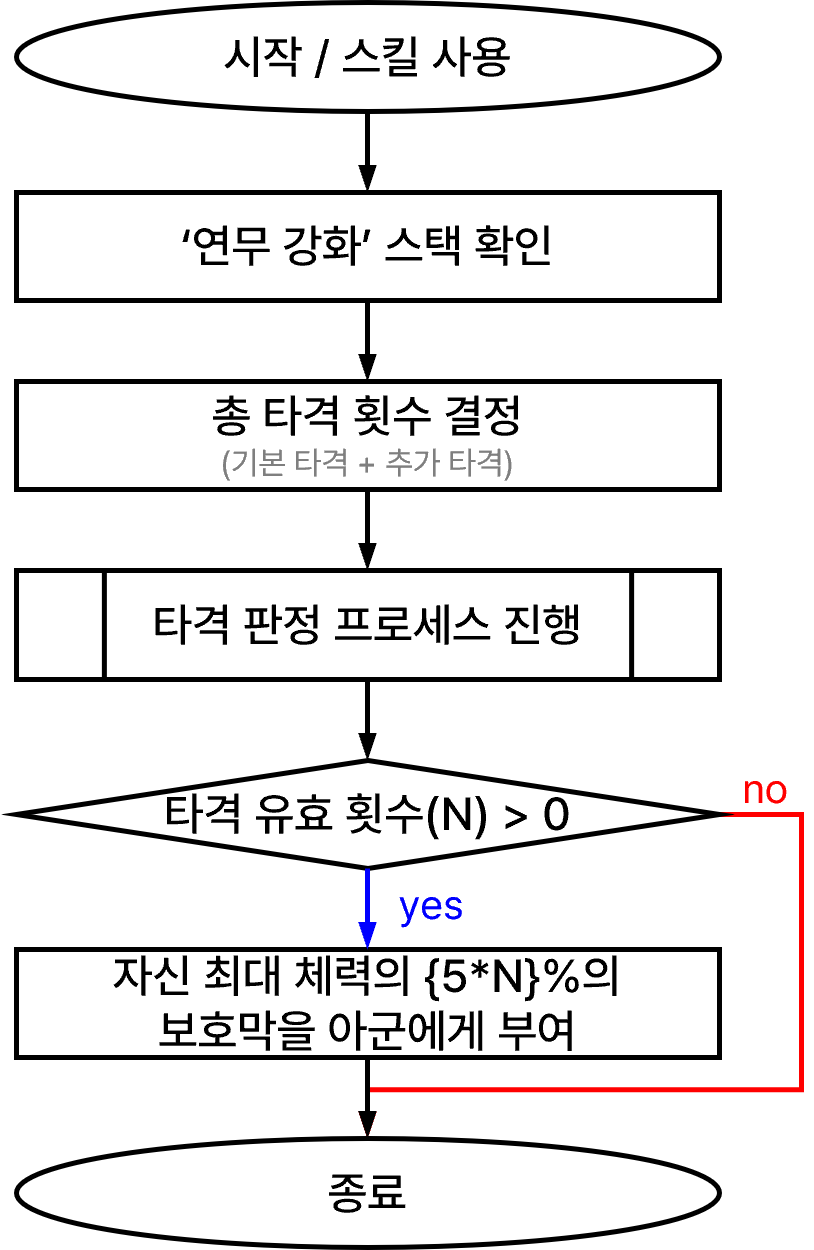 시작 / 스킬 사용
‘연무 강화’ 스택 확인
총 타격 횟수 결정
(기본 타격 + 추가 타격)
타격 판정 프로세스 진행
타격 유효 횟수(N) > 0
no
yes
자신 최대 체력의 {5*N}%의
보호막을 아군에게 부여
종료